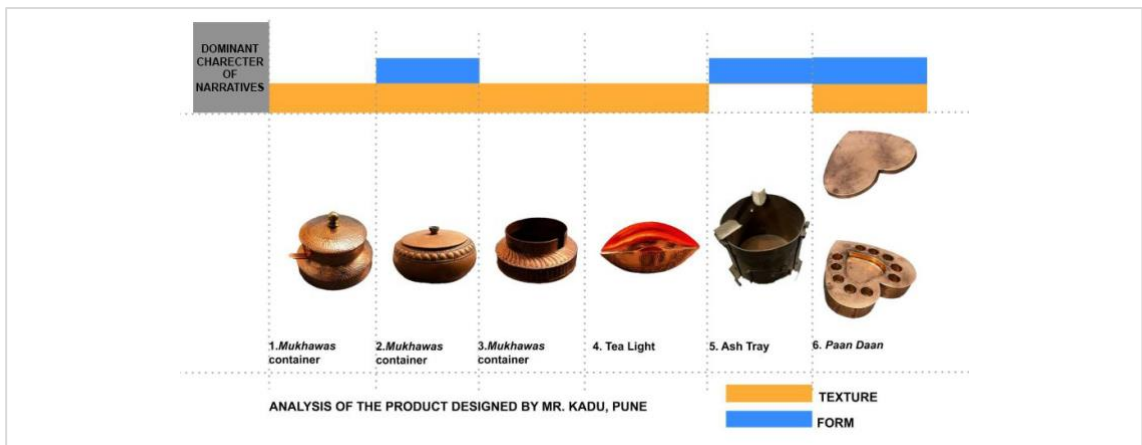 DOMINANT
CHARECTER
OF
NARRATIVES
1.Mukhawas
container
2.Mukhawas
container
3.Mukhawas
container
4. Tea Light
5. Ash Tray
6. Paan Daan
ANALYSIS OF THE PRODUCT DESIGNED BY MR. KADU, PUNE
TEXTURE
FORM